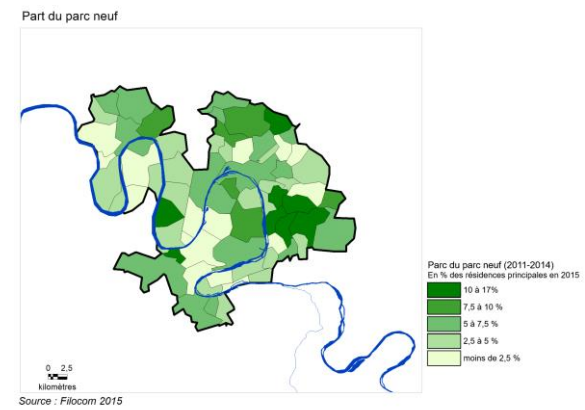 Part du parc neuf
Parc du parc neuf (2011-2014)
En % des résidences principales en 2015
10 à 17%
7,5 à 10 %
5 à 7,5 %
2,5 à 5 %
moins de 2,5 %
0 2,5
kilomètres
Source : Filocom 2015